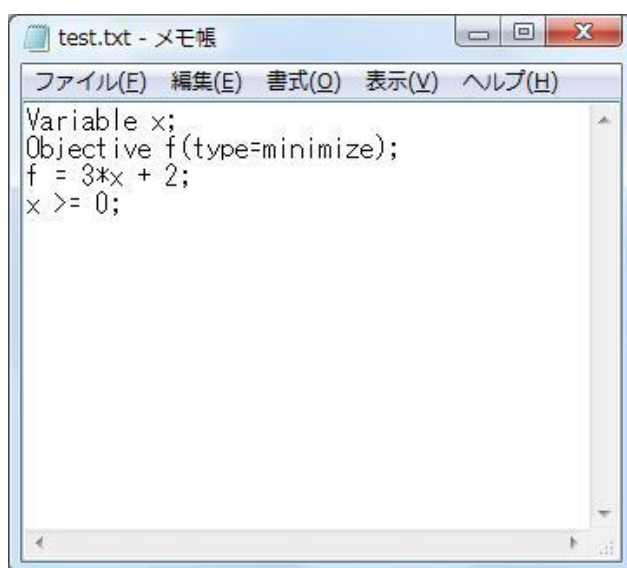 test.txt - メモ帳
ファイル(F) 編集(E) 書式(O) 表示(V) ヘルプ(H)
Variable x;
Objective f(type=minimize);
f = 3*x + 2;
x >= 0;